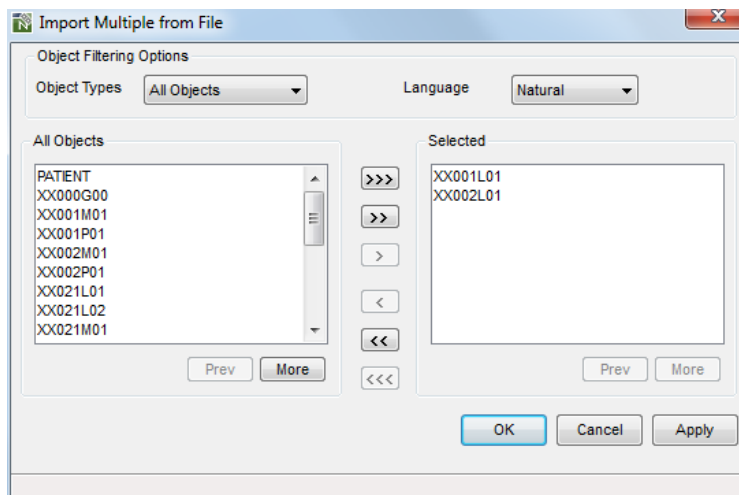 Import Multiple from File
Object Filtering Options
Object Types All Objects Language Natural
All Objects
PATIENT
XX000G00
XX001M01
XX001P01
XX002M01
XX002P01
XX021L01
XX021L02
XX021M01
Prev More
>>>
>>
>
<
<<
<<<
Selected
XX001L01
XX002L01
Prev More
OK Cancel Apply